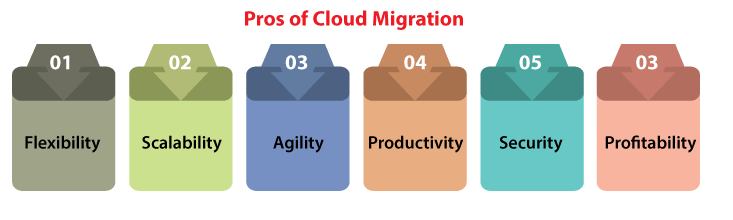 Pros of Cloud Migration
01 02 03 04 05 03
Flexibility Scalability Agility Productivity Security Profitability